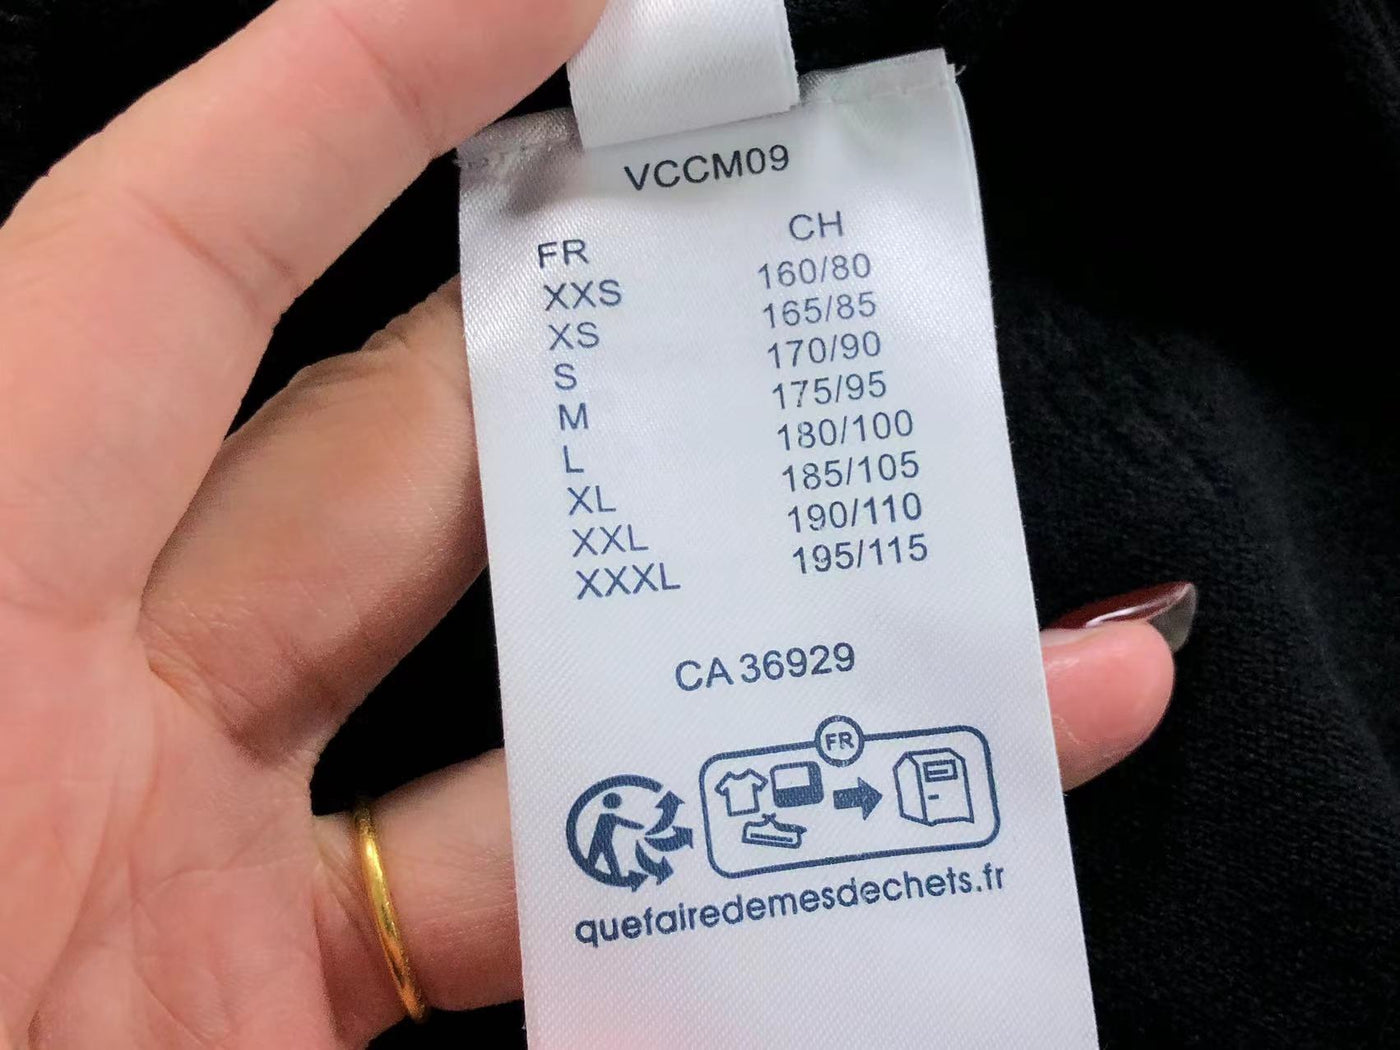 VCCM09
FR CH
XXS 160/80
XS 165/85
S 170/90
M 175/95
L 180/100
XL 185/105
XXL 190/110
XXXL 195/115
CA 36929
FR
quefairedemesdechets.fr